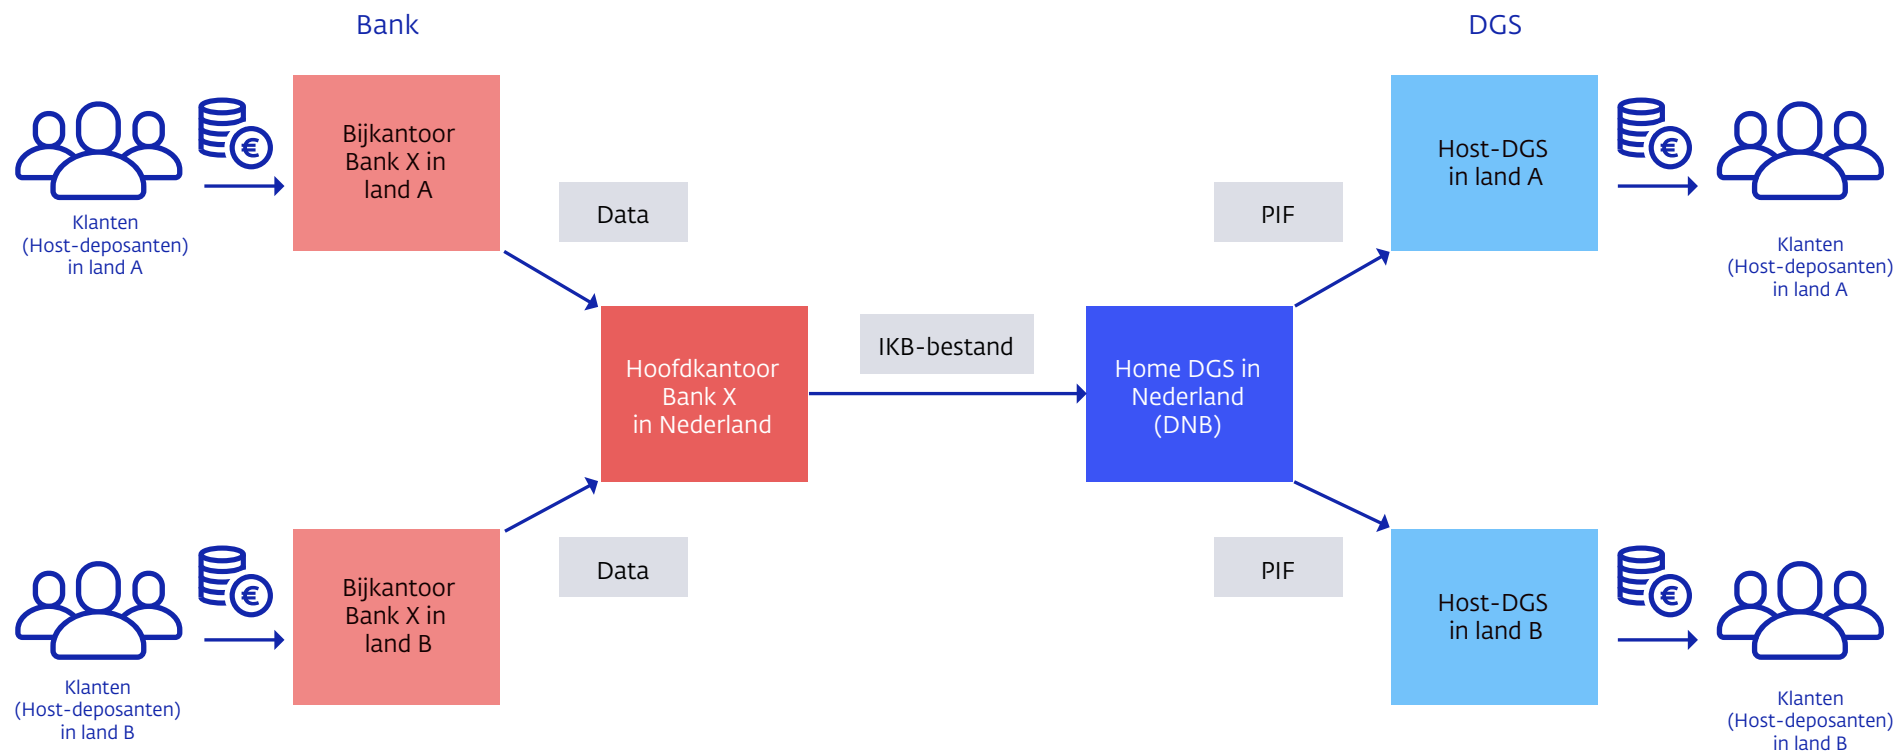 Bank
DGS
Klanten
(Host-deposanten)
in land A
Bijkantoor
Bank X in
land A
Data
PIF
Host-DGS
in land A
Klanten
(Host-deposanten)
in land A
Hoofdkantoor
Bank X
in Nederland
IKB-bestand
Home DGS in
Nederland
(DNB)
Klanten
(Host-deposanten)
in land B
Bijkantoor
Bank X in
land B
Data
PIF
Host-DGS
in land B
Klanten
(Host-deposanten)
in land B